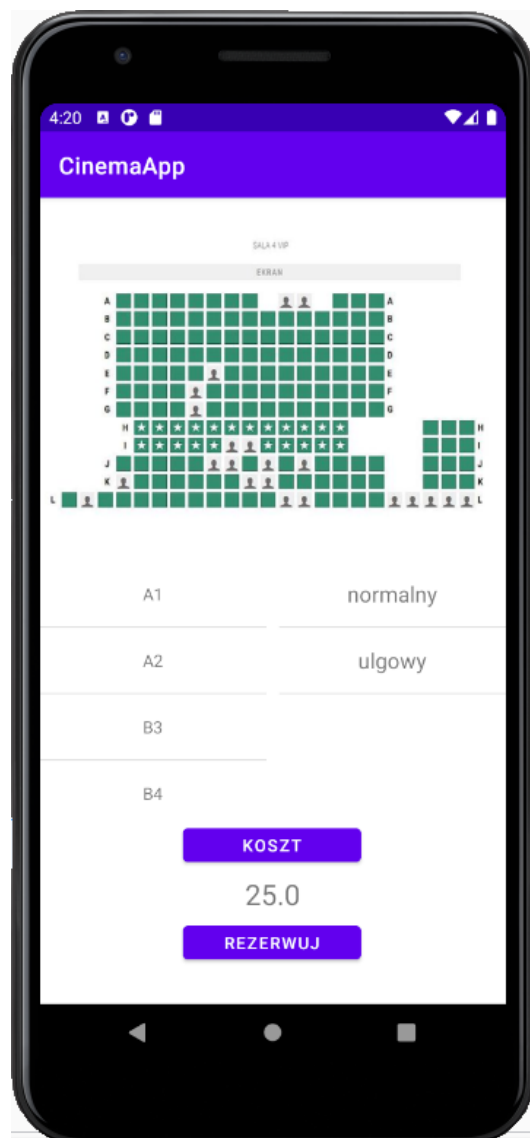 4:20
CinemaApp
SALA 4 VIP
EKRAN
A A
B B
C C
D D
E E
F F
G G
H H
I I
J J
K K
L L
A1 normalny
A2 ulgowy
B3
B4
KOSZT
25.0
REZERWUJ